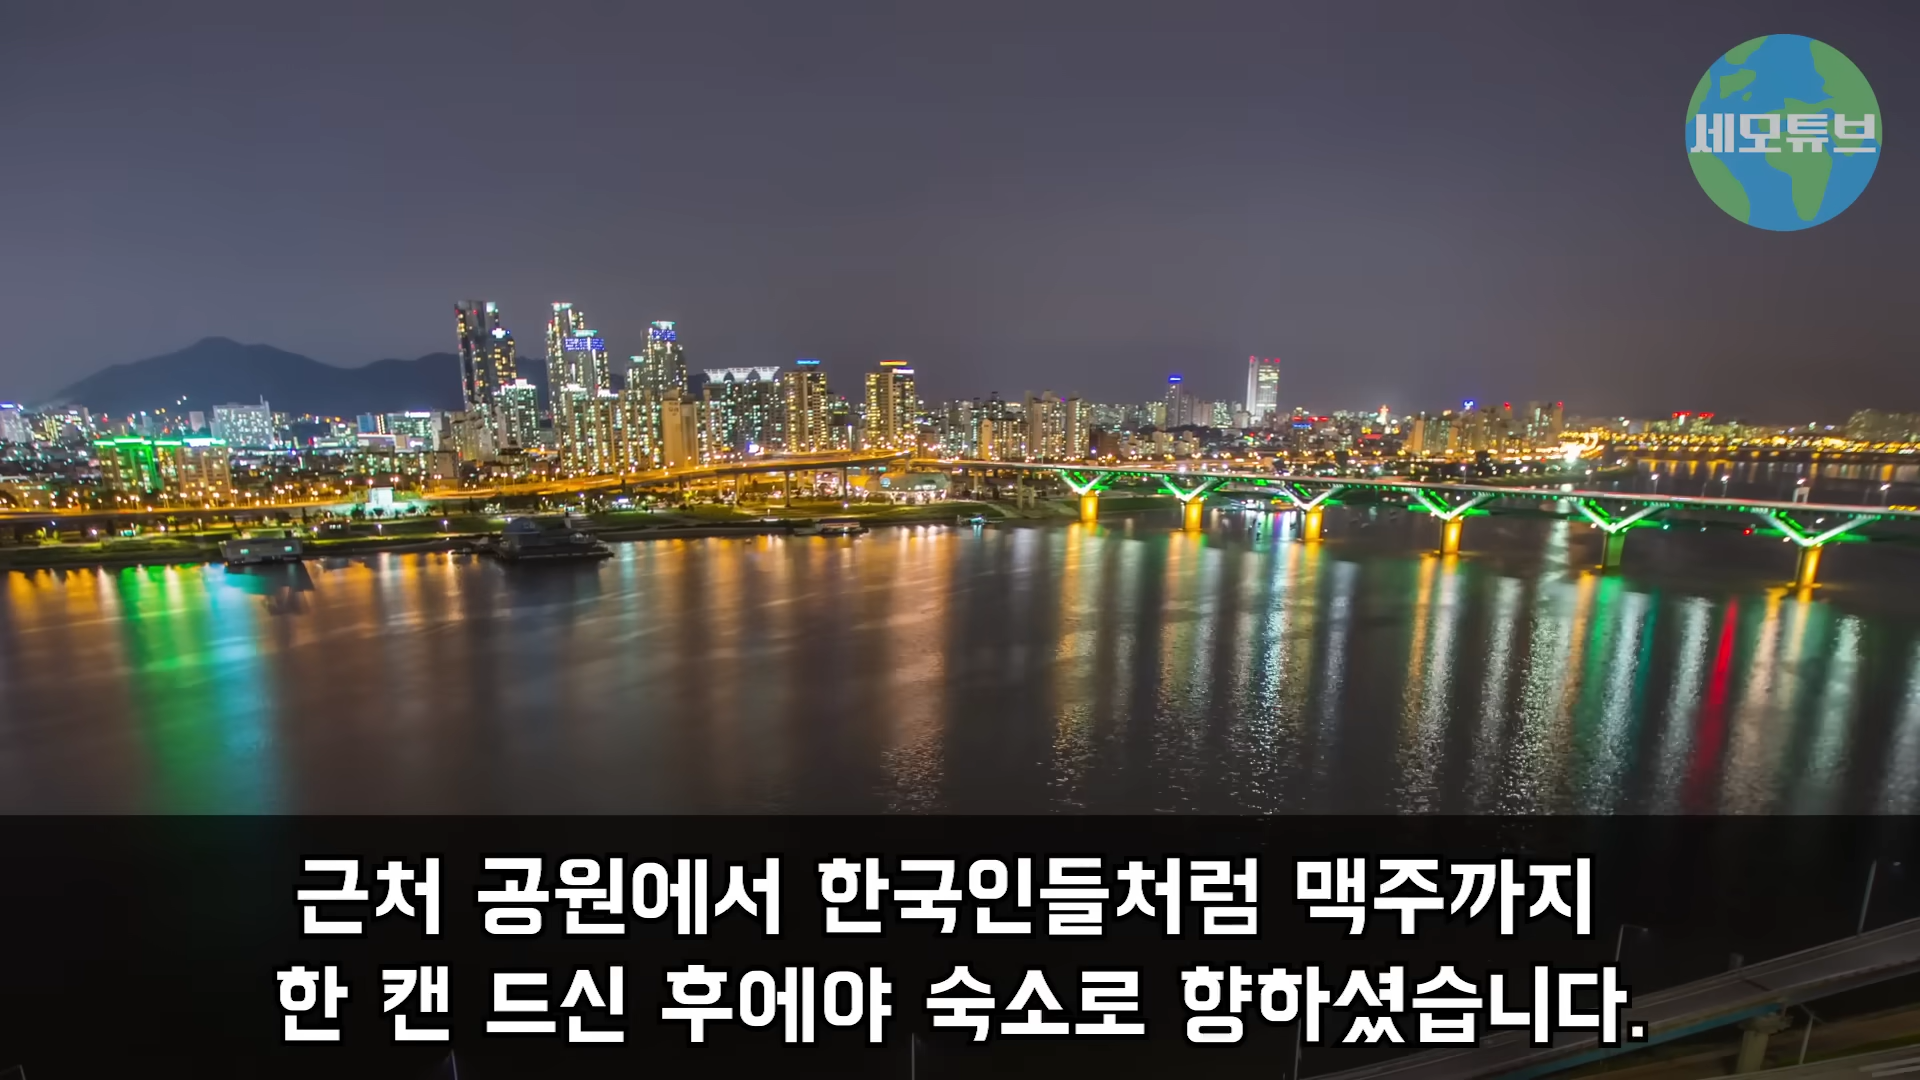 세모튜브
근처 공원에서 한국인들처럼 맥주까지
한 캔 드신 후에야 숙소로 향하셨습니다.